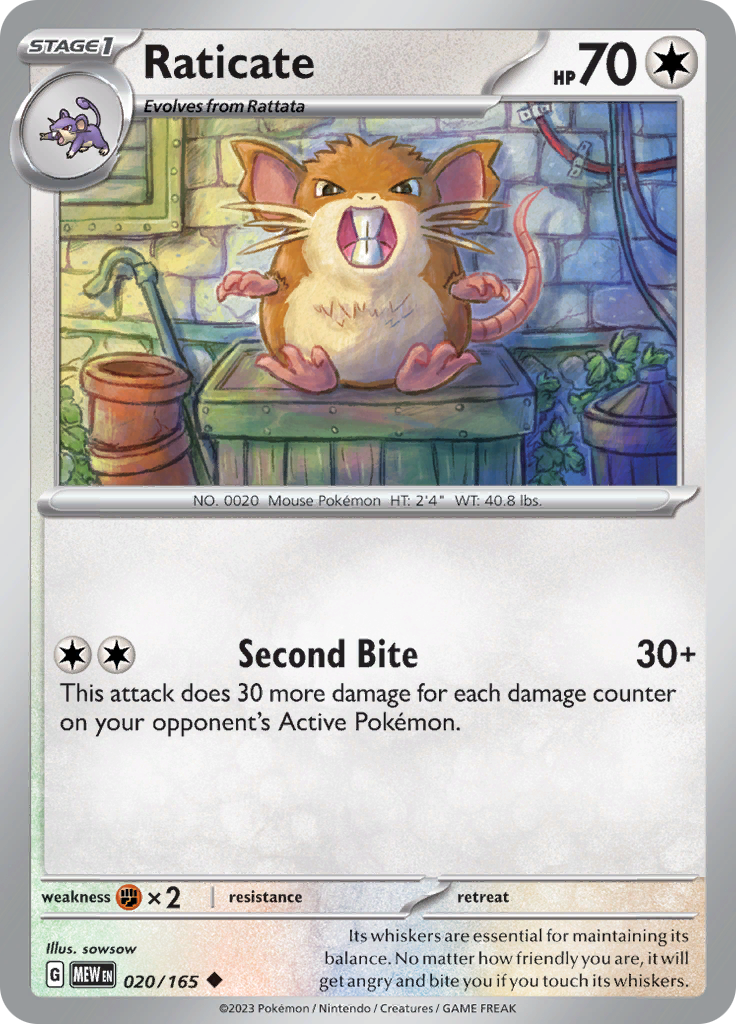 STAGE1
Raticate
HP 70
Evolves from Rattata
NO. 0020 Mouse Pokémon HT: 2'4" WT: 40.8 lbs.
Second Bite 30+
This attack does 30 more damage for each damage counter
on your opponent's Active Pokémon.
weakness ×2 resistance retreat
Illus. sowsow
Its whiskers are essential for maintaining its
balance. No matter how friendly you are, it will
get angry and bite you if you touch its whiskers.
G MEW EN 020/165
©2023 Pokémon / Nintendo / Creatures / GAME FREAK